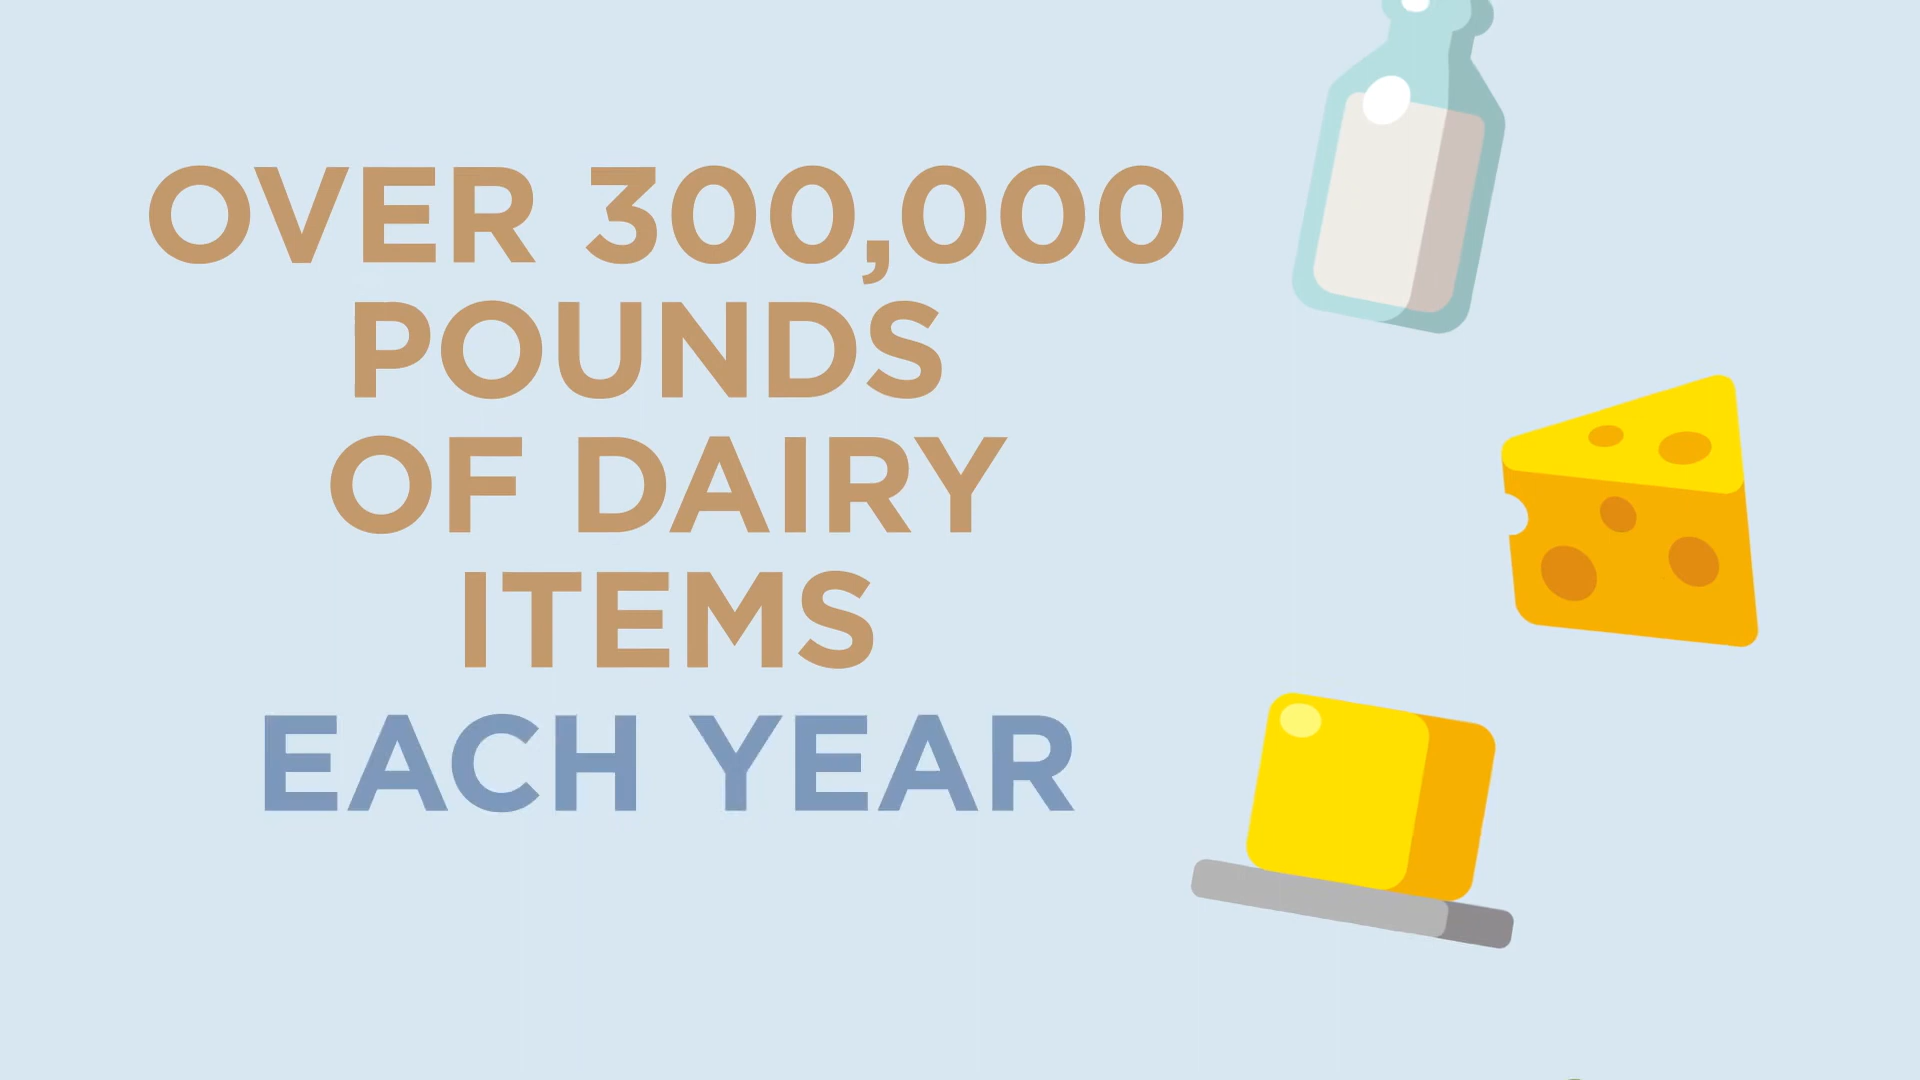 OVER 300,000
POUNDS
OF DAIRY
ITEMS
EACH YEAR